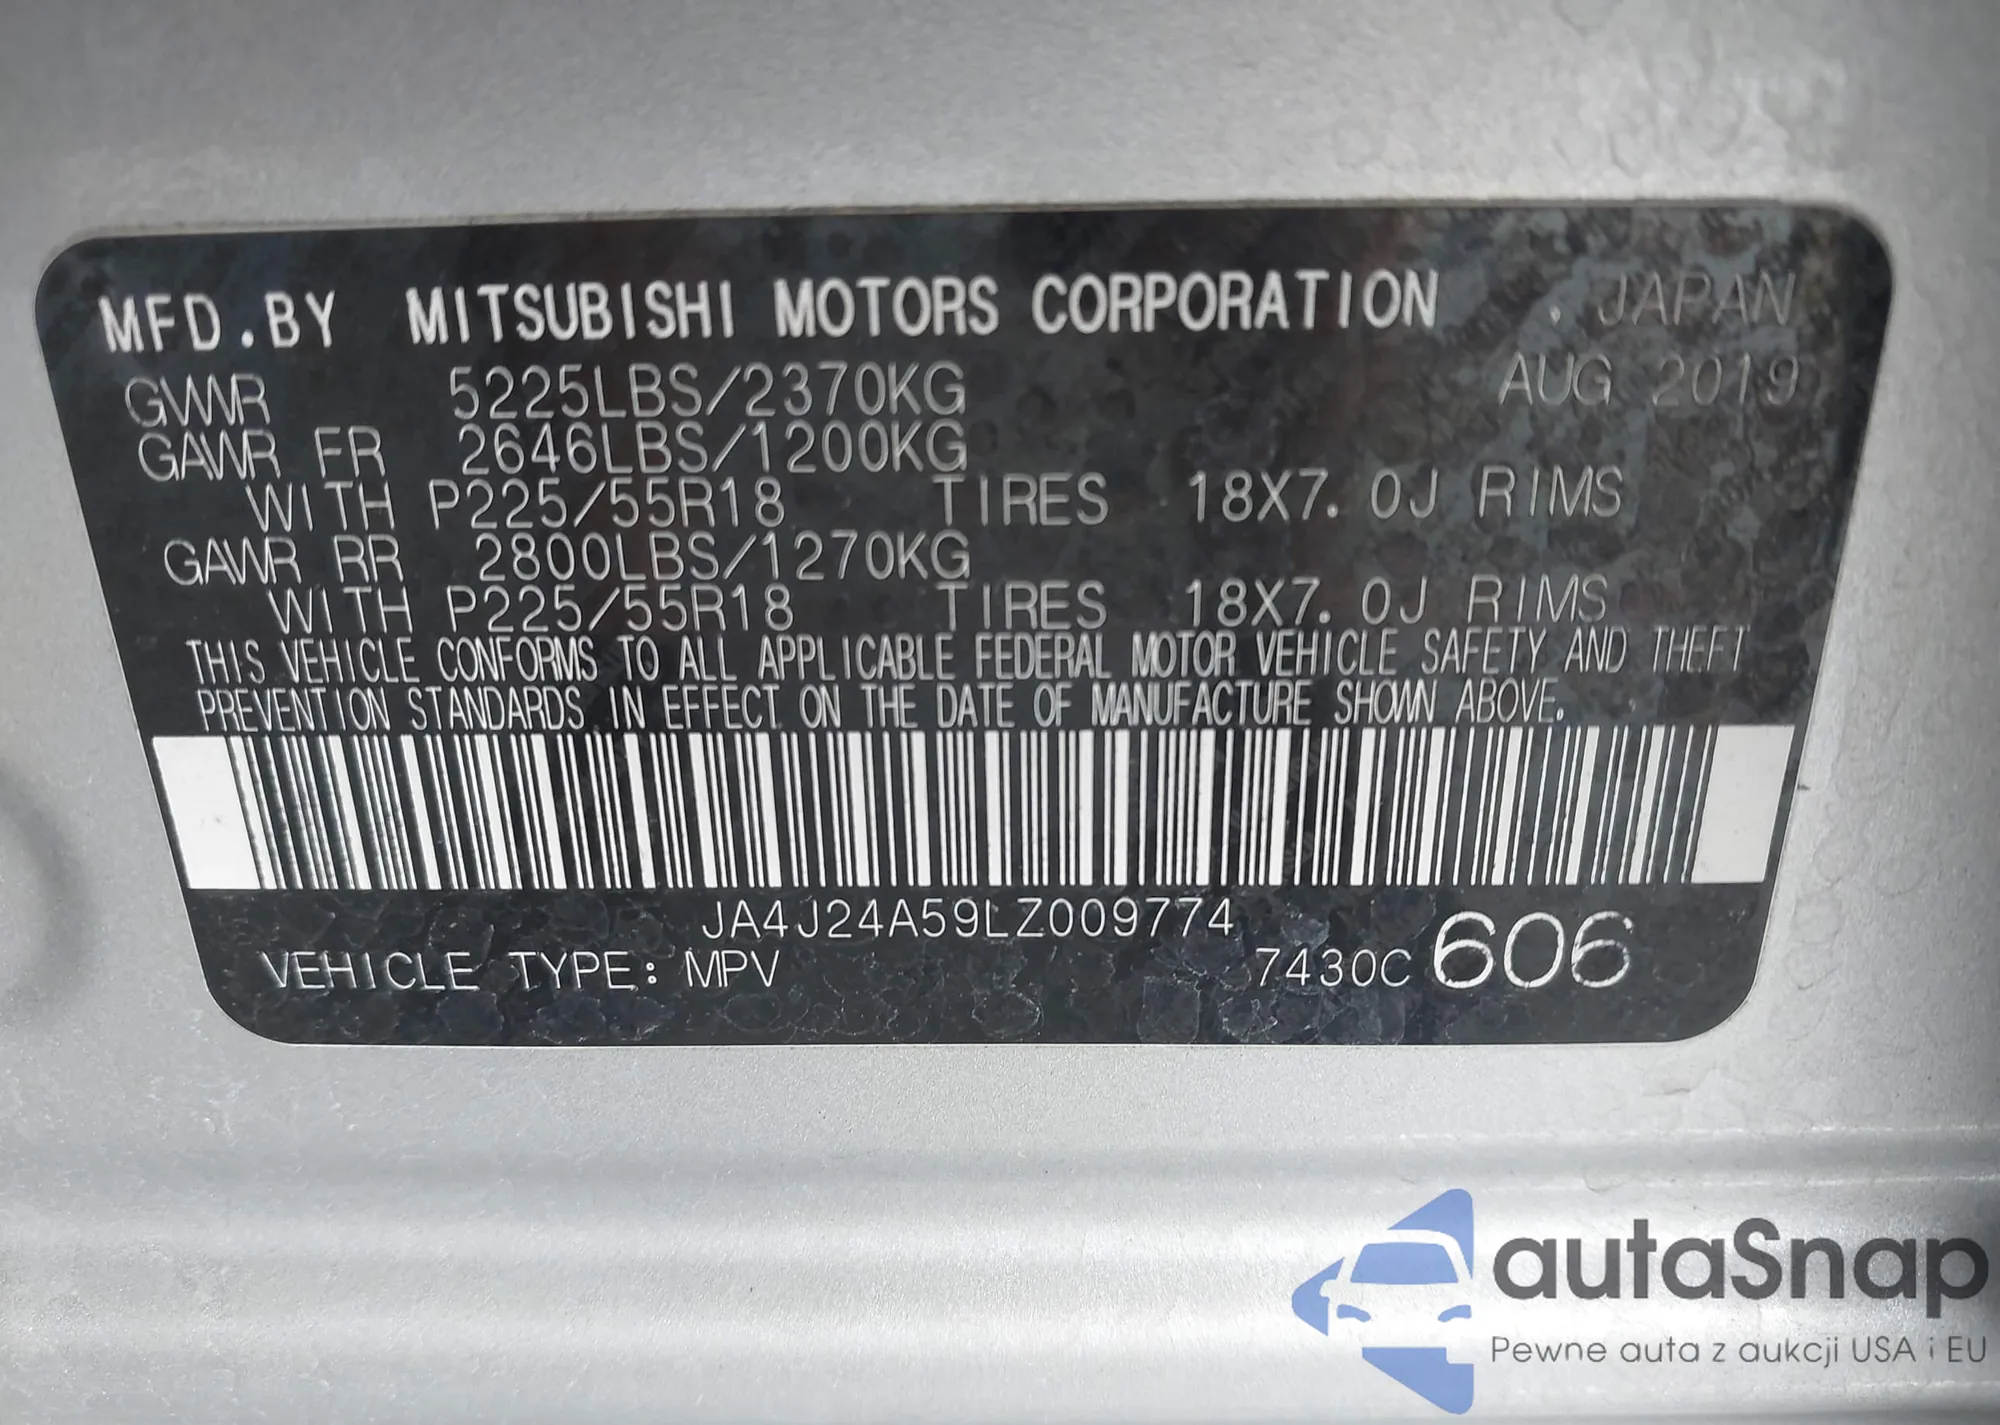 MFD.BY MITSUBISHI MOTORS CORPORATION . JAPAN
GVWR 5225LBS/2370KG AUG 2019
GAWR FR 2646LBS/1200KG
WITH P225/55R18 TIRES 18X7.0J RIMS
GAWR RR 2800LBS/1270KG
WITH P225/55R18 TIRES 18X7.0J RIMS
THIS VEHICLE CONFORMS TO ALL APPLICABLE FEDERAL MOTOR VEHICLE SAFETY AND THEFT
PREVENTION STANDARDS IN EFFECT ON THE DATE OF MANUFACTURE SHOWN ABOVE.
JA4J24A59LZ009774
VEHICLE TYPE: MPV 7430C 606
autaSnap
Pewne auta z aukcji USA i EU